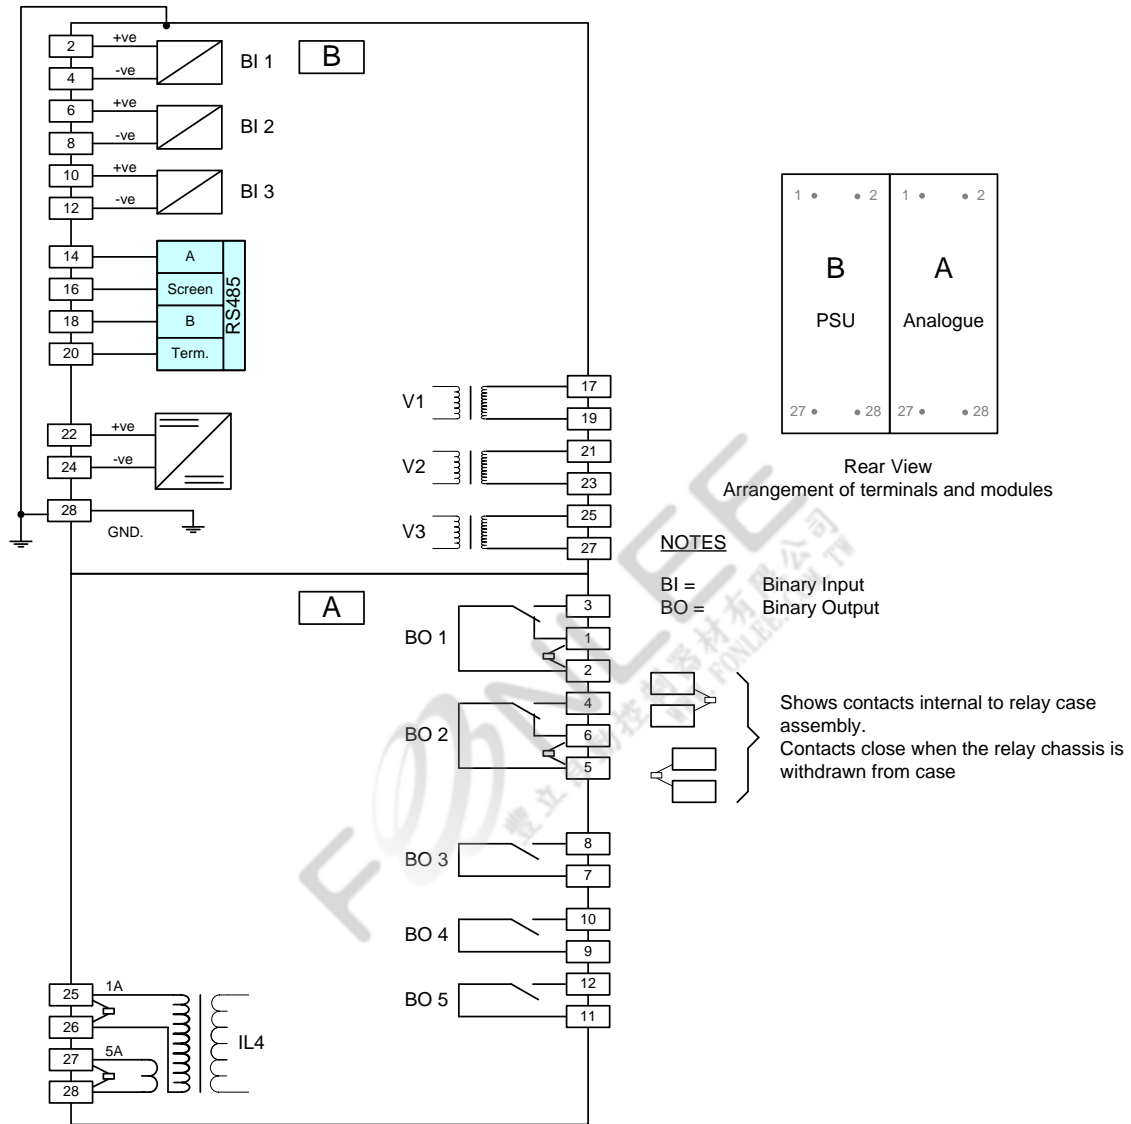 2 +ve
4 -ve
BI 1
B
6 +ve
8 -ve
BI 2
10 +ve
12 -ve
BI 3
14 A
16 Screen
18 B
20 Term.
RS485
22 +ve
24 -ve
28 GND.
V1 17
19
V2 21
23
V3 25
27
A
BO 1 3
1
2
BO 2 4
6
5
BO 3 8
7
BO 4 10
9
BO 5 12
11
25 1A
26
27 5A
28
IL4
1 2 1 2
B A
PSU Analogue
27 28 27 28
Rear View
Arrangement of terminals and modules
NOTES
BI = Binary Input
BO = Binary Output
Shows contacts internal to relay case
assembly.
Contacts close when the relay chassis is
withdrawn from case
FONLEE
WWW.FONLEE.COM.TW